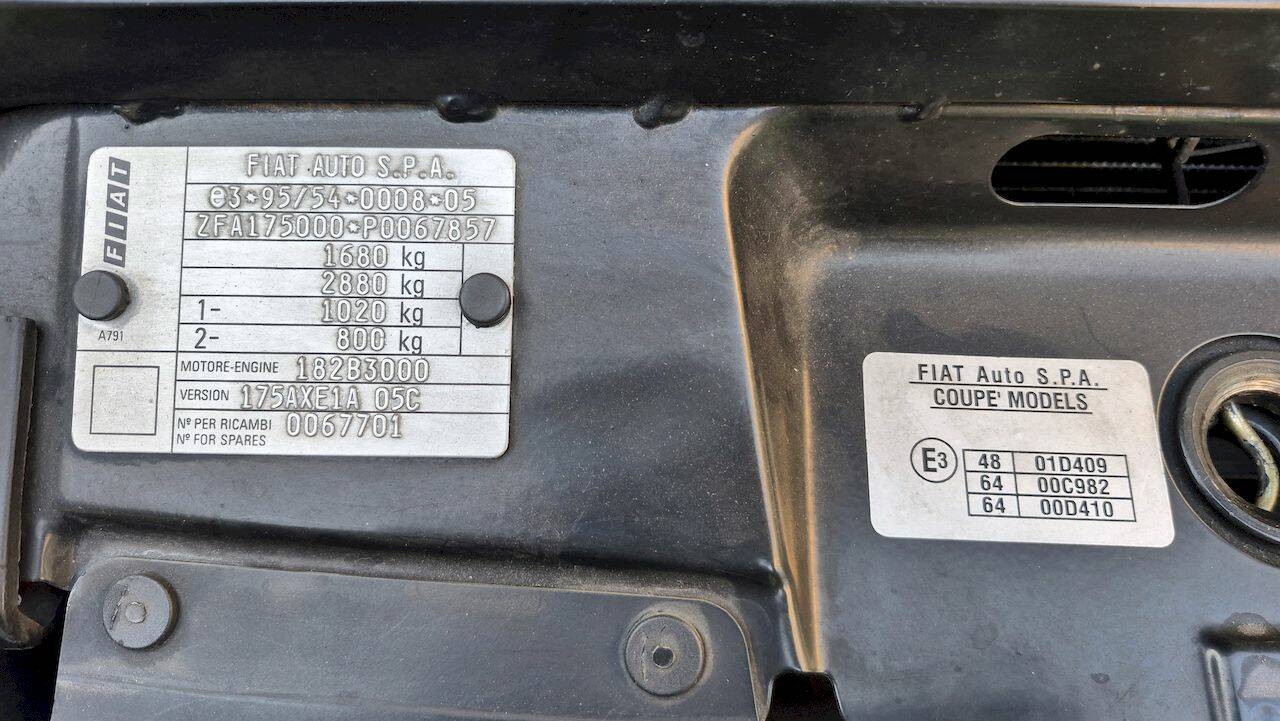 FIAT
FIAT AUTO S.P.A.
e3*95/54*0008*05
ZFA175000*P0067857
1680 kg
2880 kg
1- 1020 kg
2- 800 kg
A791
MOTORE-ENGINE 182B3000
VERSION 175AXE1A 05C
Nº PER RICAMBI
Nº FOR SPARES 0067701
FIAT Auto S.P.A.
COUPE' MODELS
E3
48 01D409
64 00C982
64 00D410